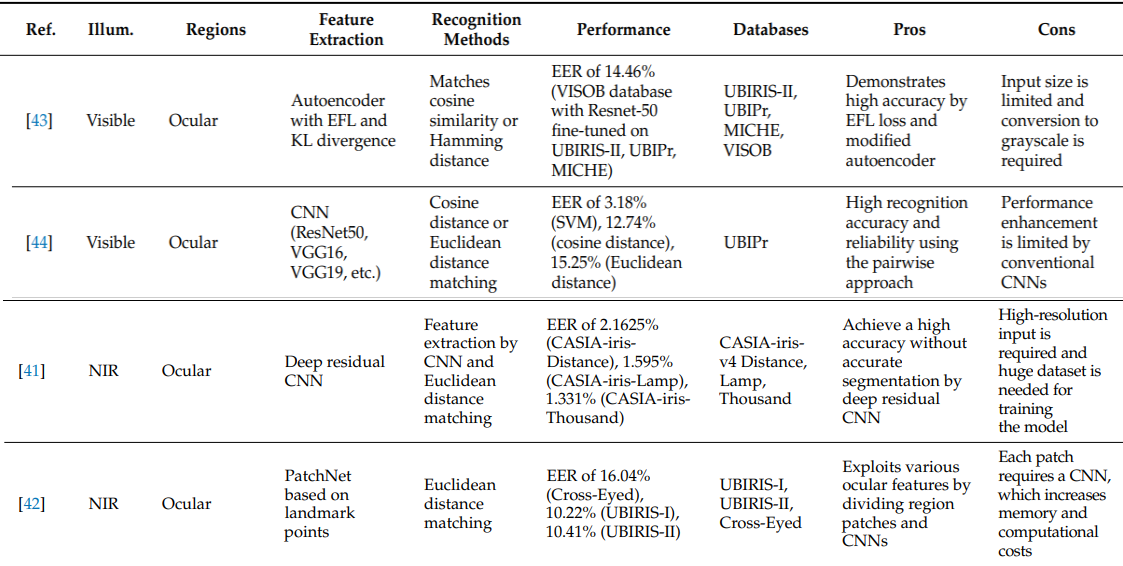 Ref. Illum. Regions Feature Extraction Recognition Methods Performance Databases Pros Cons
[43] Visible Ocular
Autoencoder
with EFL and
KL divergence
Matches
cosine
similarity or
Hamming
distance
EER of 14.46%
(VISOB database
with Resnet-50
fine-tuned on
UBIRIS-II, UBIPr,
MICHE)
UBIRIS-II,
UBIPr,
MICHE,
VISOB
Demonstrates
high accuracy by
EFL loss and
modified
autoencoder
Input size is
limited and
conversion to
grayscale is
required
[44] Visible Ocular
CNN
(ResNet50,
VGG16,
VGG19, etc.)
Cosine
distance or
Euclidean
distance
matching
EER of 3.18%
(SVM), 12.74%
(cosine distance),
15.25% (Euclidean
distance)
UBIPr
High recognition
accuracy and
reliability using
the pairwise
approach
Performance
enhancement
is limited by
conventional
CNNs
[41] NIR Ocular
Deep residual
CNN
Feature
extraction by
CNN and
Euclidean
distance
matching
EER of 2.1625%
(CASIA-iris-
Distance), 1.595%
(CASIA-iris-Lamp),
1.331% (CASIA-iris-
Thousand)
CASIA-iris-
v4 Distance,
Lamp,
Thousand
Achieve a high
accuracy without
accurate
segmentation by
deep residual
CNN
High-resolution
input is
required and
huge dataset is
needed for
training
the model
[42] NIR Ocular
PatchNet
based on
landmark
points
Euclidean
distance
matching
EER of 16.04%
(Cross-Eyed),
10.22% (UBIRIS-I),
10.41% (UBIRIS-II)
UBIRIS-I,
UBIRIS-II,
Cross-Eyed
Exploits various
ocular features by
dividing region
patches and
CNNs
Each patch
requires a CNN,
which increases
memory and
computational
costs